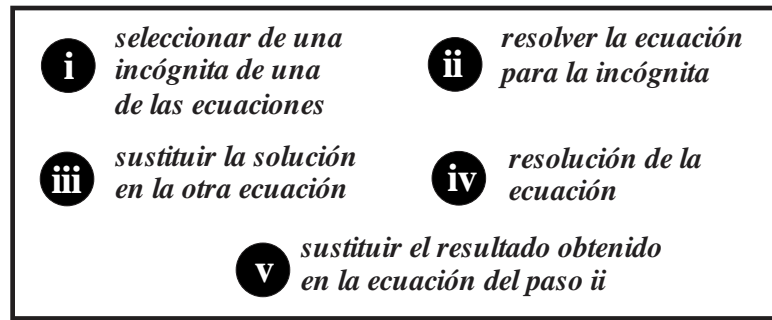 i seleccionar de una
incógnita de una
de las ecuaciones
ii resolver la ecuación
para la incógnita
iii sustituir la solución
en la otra ecuación
iv resolución de la
ecuación
v sustituir el resultado obtenido
en la ecuación del paso ii